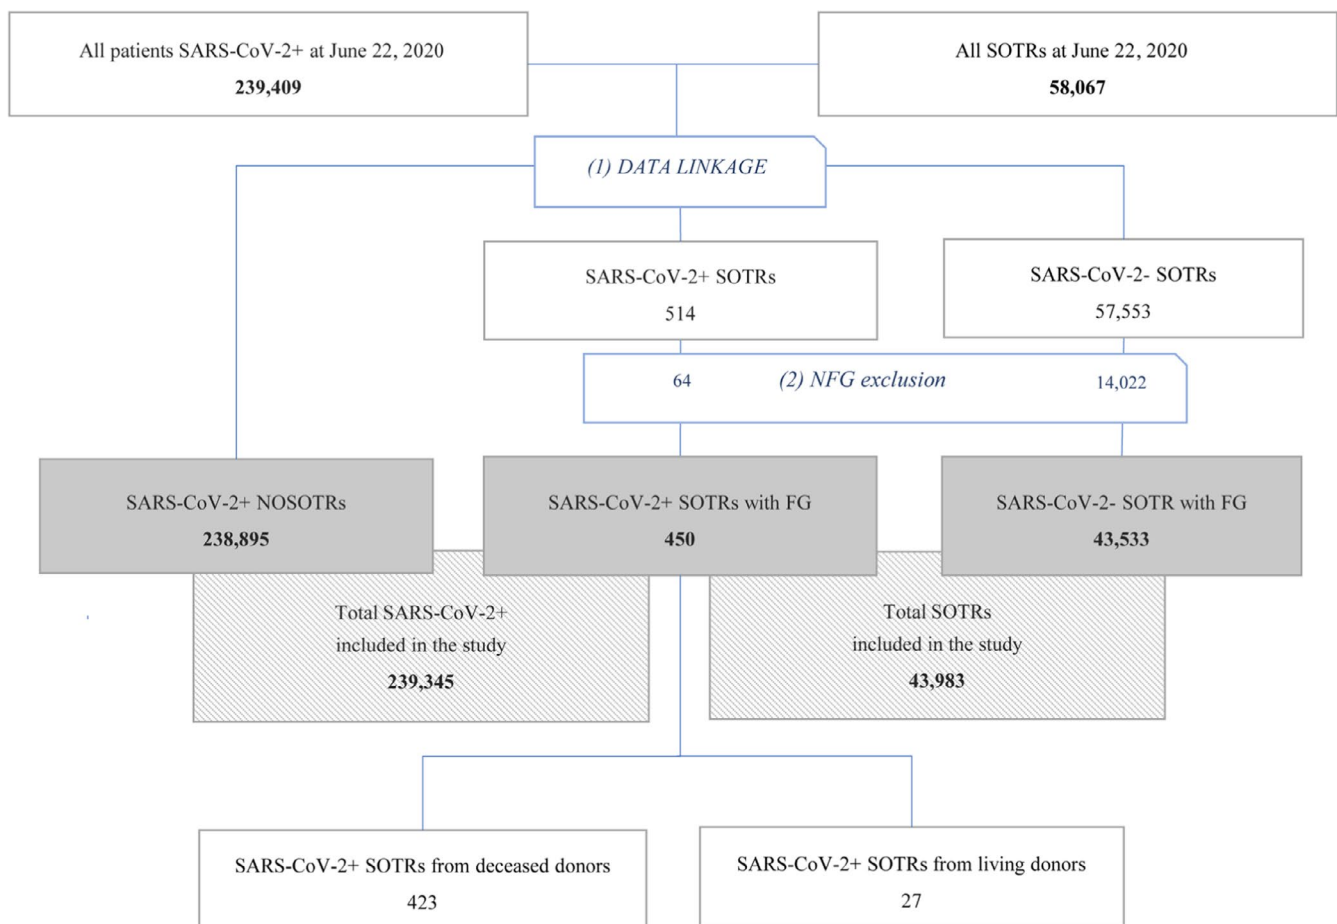 All patients SARS-CoV-2+ at June 22, 2020
239,409
All SOTRs at June 22, 2020
58,067
(1) DATA LINKAGE
SARS-CoV-2+ SOTRs
514
SARS-CoV-2- SOTRs
57,553
64
(2) NFG exclusion
14,022
SARS-CoV-2+ NOSOTRs
238,895
SARS-CoV-2+ SOTRs with FG
450
SARS-CoV-2- SOTR with FG
43,533
Total SARS-CoV-2+
included in the study
239,345
Total SOTRs
included in the study
43,983
SARS-CoV-2+ SOTRs from deceased donors
423
SARS-CoV-2+ SOTRs from living donors
27